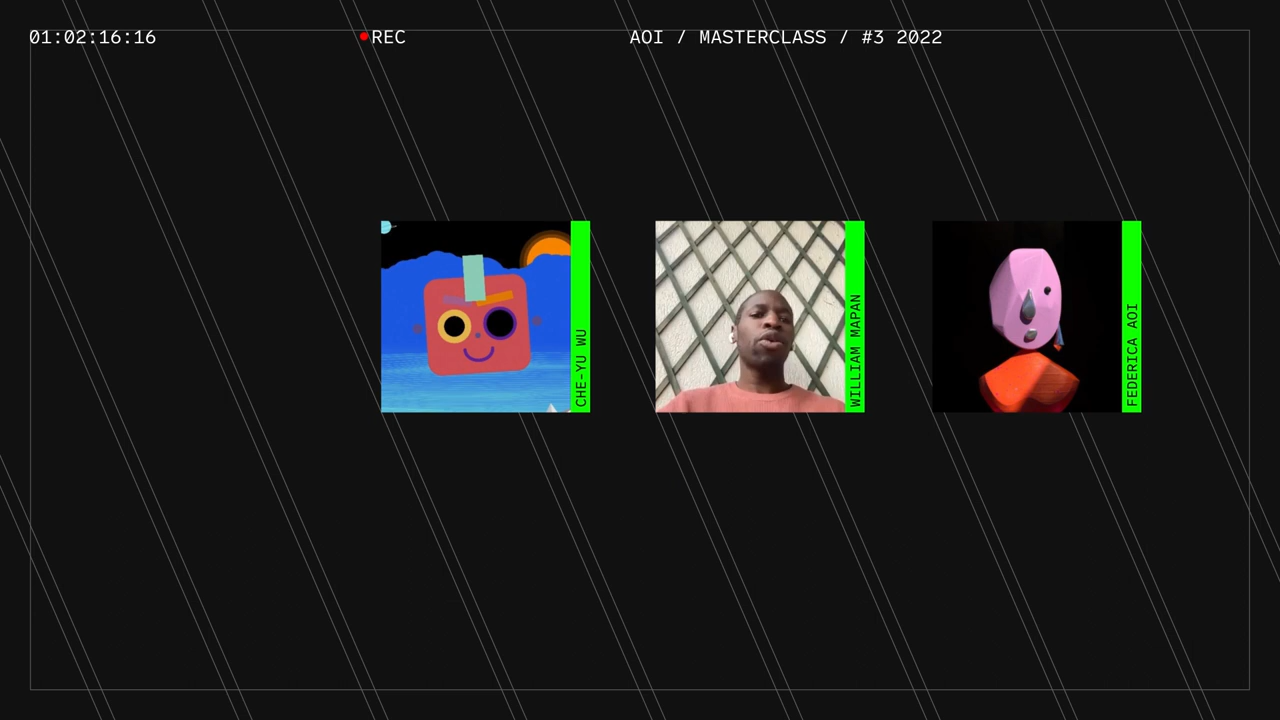 01:02:16:16
REC
AOI / MASTERCLASS / #3 2022
CHE-YU WU
WILLIAM MAPAN
FEDERICA AOI